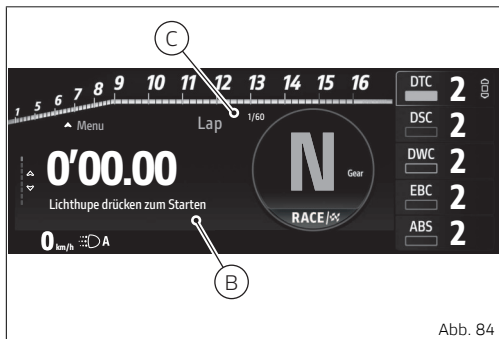 C
1 5 6 7 8 9 10 11 12 13 14 15 16
Menu
Lap 1/60
0'00.00
Lichthupe drücken zum Starten
N Gear
RACE/
0 km/h A
DTC 2
DSC 2
DWC 2
EBC 2
ABS 2
B
Abb. 84